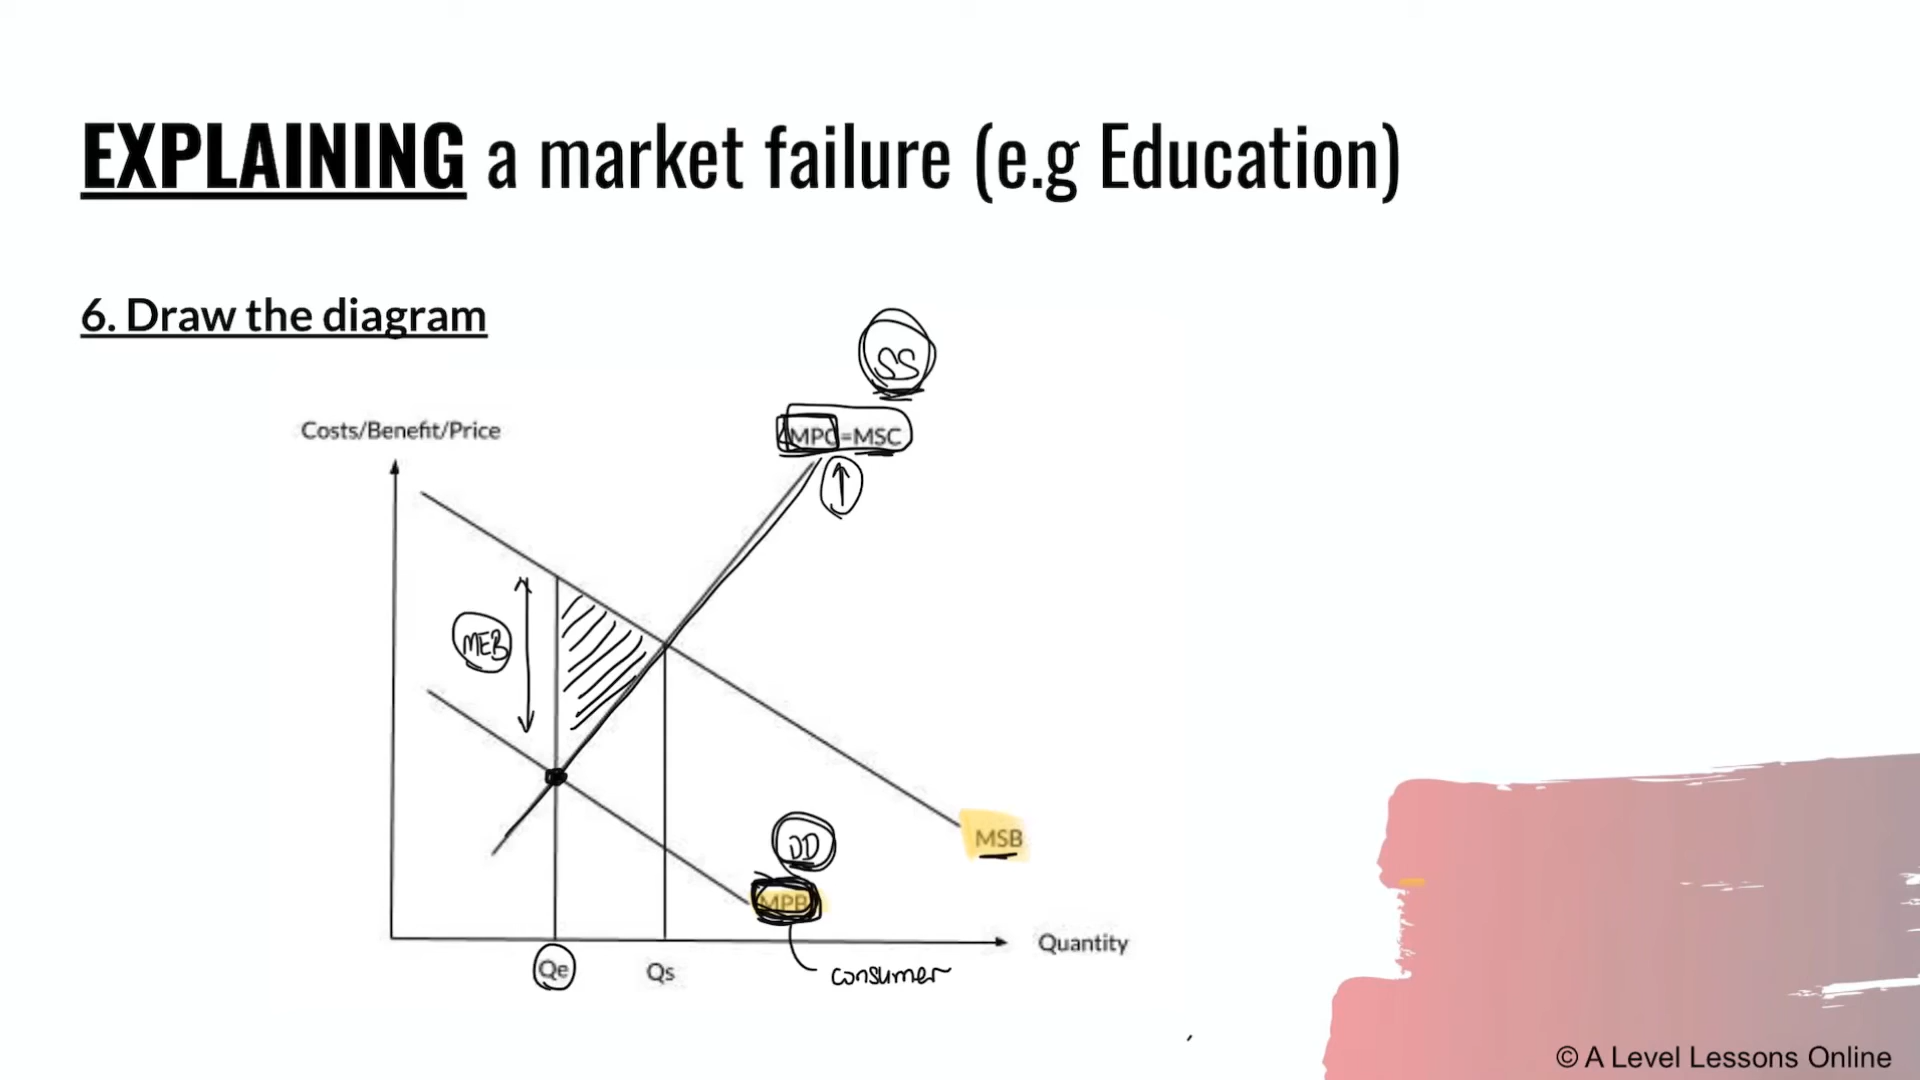 EXPLAINING a market failure (e.g Education)
6. Draw the diagram
SS
Costs/Benefit/Price
MPC=MSC
MEB
MSB
DD
MPB
Quantity
Qe
Qs
consumer
© A Level Lessons Online